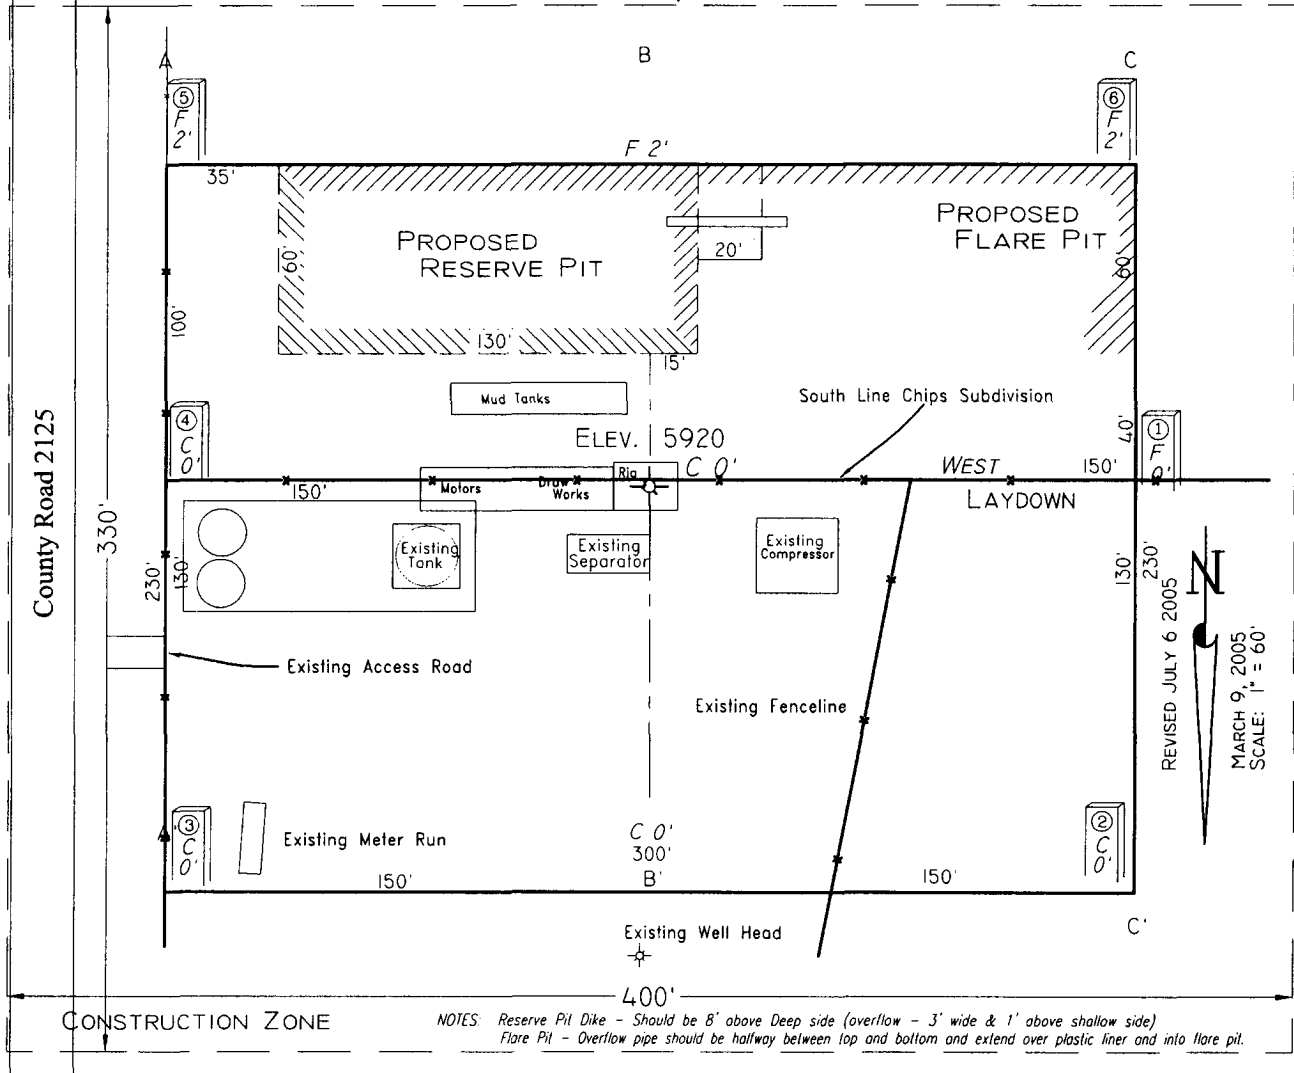 A
B
C
⑤
F
2'
⑥
F
2'
F 2'
35'
PROPOSED
RESERVE PIT
60'
20'
PROPOSED
FLARE PIT
60'
100'
130'
15'
Mud Tanks
South Line Chips Subdivision
④
C
0'
ELEV. 5920
C 0'
40'
①
F
0'
WEST
150'
LAYDOWN
150'
Motors
Draw
Works
Rig
County Road 2125
330'
Existing
Tank
Existing
Separator
Existing
Compressor
230'
130'
130'
230'
N
REVISED JULY 6 2005
MARCH 9, 2005
SCALE: 1" = 60'
Existing Access Road
Existing Fenceline
A'
③
C
0'
Existing Meter Run
C 0'
300'
B'
②
C
0'
150'
150'
C'
Existing Well Head
400'
CONSTRUCTION ZONE
NOTES: Reserve Pit Dike - Should be 8' above Deep side (overflow - 3' wide & 1' above shallow side)
Flare Pit - Overflow pipe should be halfway between top and bottom and extend over plastic liner and into flare pit.